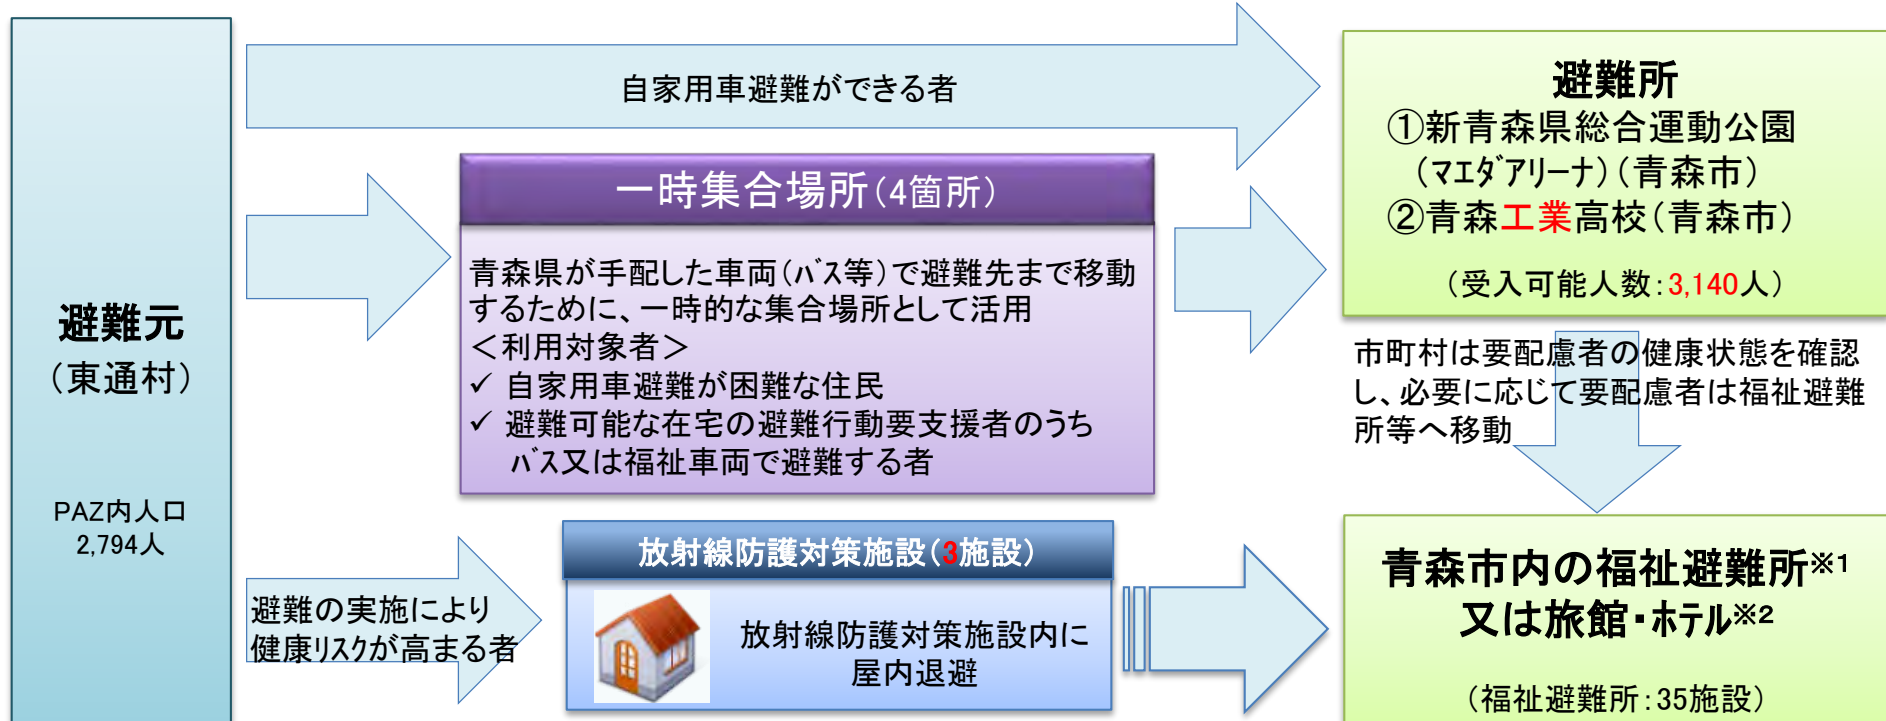 避難元
(東通村)
PAZ内人口
2,794人
自家用車避難ができる者
一時集合場所(4箇所)
青森県が手配した車両(ﾊﾞｽ等)で避難先まで移動
するために、一時的な集合場所として活用
＜利用対象者＞
✓ 自家用車避難が困難な住民
✓ 避難可能な在宅の避難行動要支援者のうち
ﾊﾞｽ又は福祉車両で避難する者
避難の実施により
健康ﾘｽｸが高まる者
放射線防護対策施設(3施設)
放射線防護対策施設内に
屋内退避
避難所
①新青森県総合運動公園
(ﾏｴﾀﾞｱﾘｰﾅ)(青森市)
②青森工業高校(青森市)
(受入可能人数:3,140人)
市町村は要配慮者の健康状態を確認
し、必要に応じて要配慮者は福祉避難
所等へ移動
青森市内の福祉避難所※1
又は旅館・ﾎﾃﾙ※2
(福祉避難所:35施設)